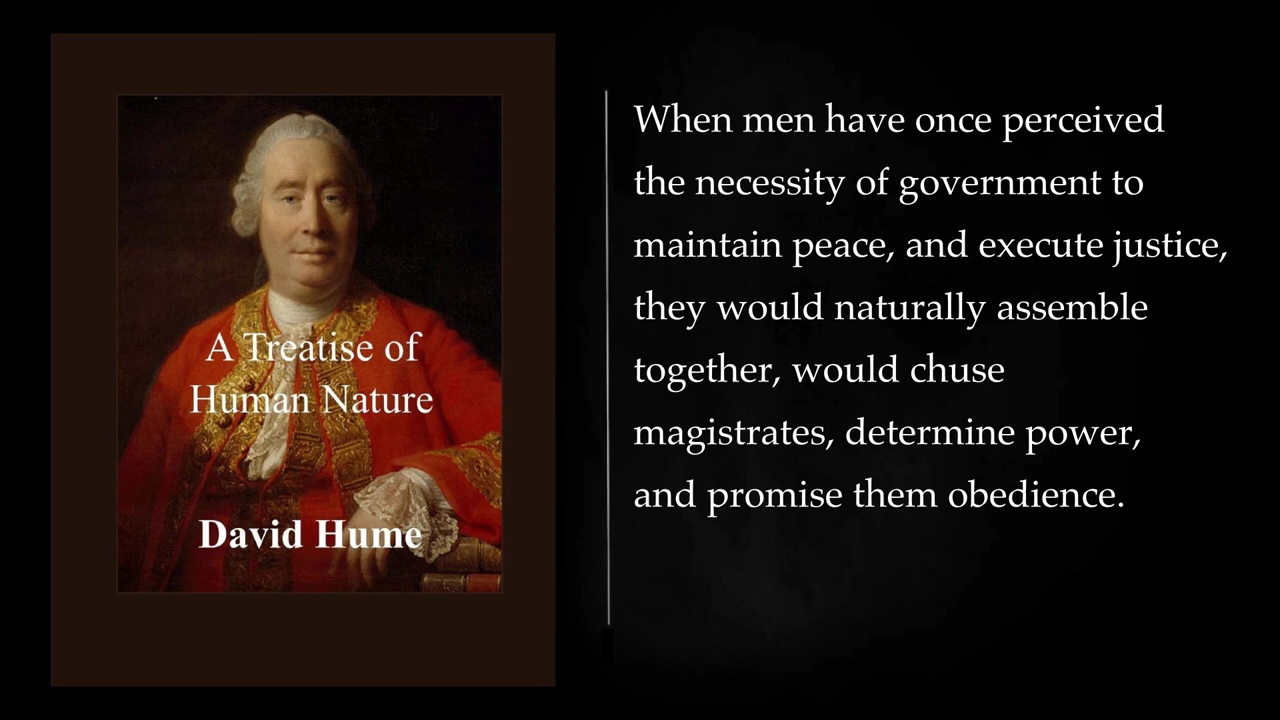 A Treatise of
Human Nature
David Hume
When men have once perceived
the necessity of government to
maintain peace, and execute justice,
they would naturally assemble
together, would chuse
magistrates, determine power,
and promise them obedience.